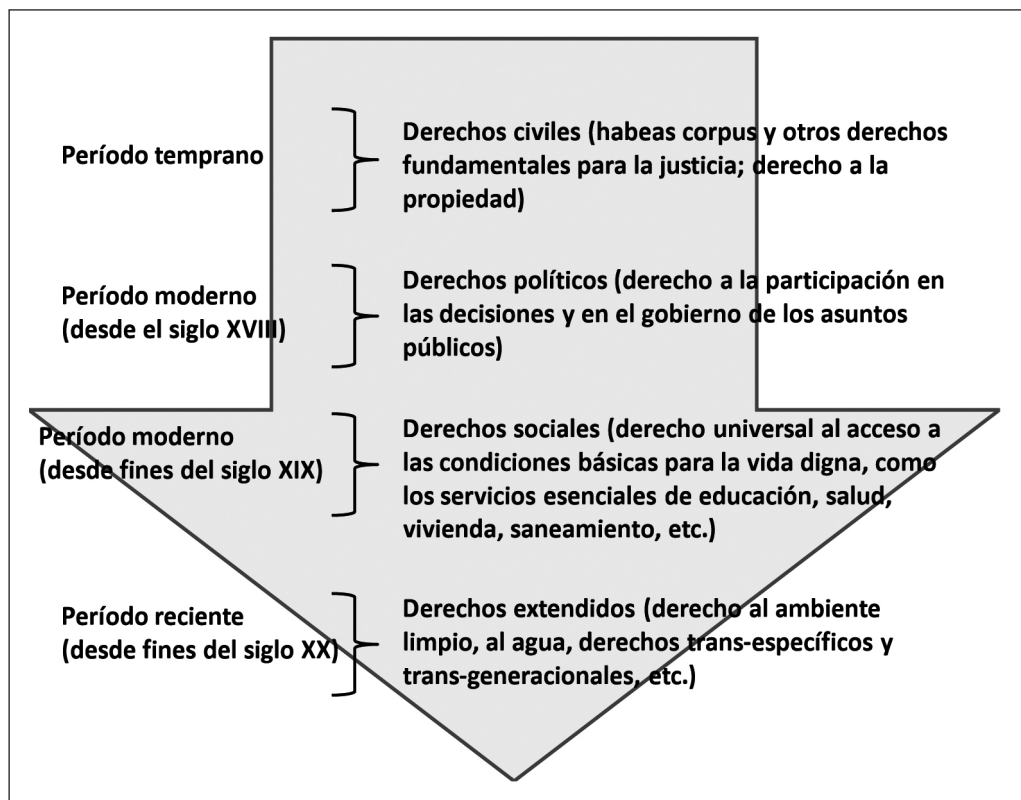 Período temprano
Derechos civiles (habeas corpus y otros derechos
fundamentales para la justicia; derecho a la
propiedad)
Período moderno
(desde el siglo XVIII)
Derechos políticos (derecho a la participación en
las decisiones y en el gobierno de los asuntos
públicos)
Período moderno
(desde fines del siglo XIX)
Derechos sociales (derecho universal al acceso a
las condiciones básicas para la vida digna, como
los servicios esenciales de educación, salud,
vivienda, saneamiento, etc.)
Período reciente
(desde fines del siglo XX)
Derechos extendidos (derecho al ambiente
limpio, al agua, derechos trans-específicos y
trans-generacionales, etc.)